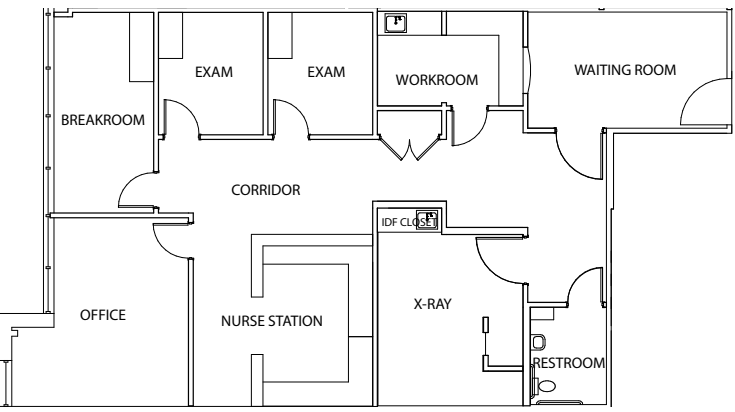 EXAM
EXAM
WORKROOM
WAITING ROOM
BREAKROOM
CORRIDOR
IDF CLOSET
OFFICE
NURSE STATION
X-RAY
RESTROOM